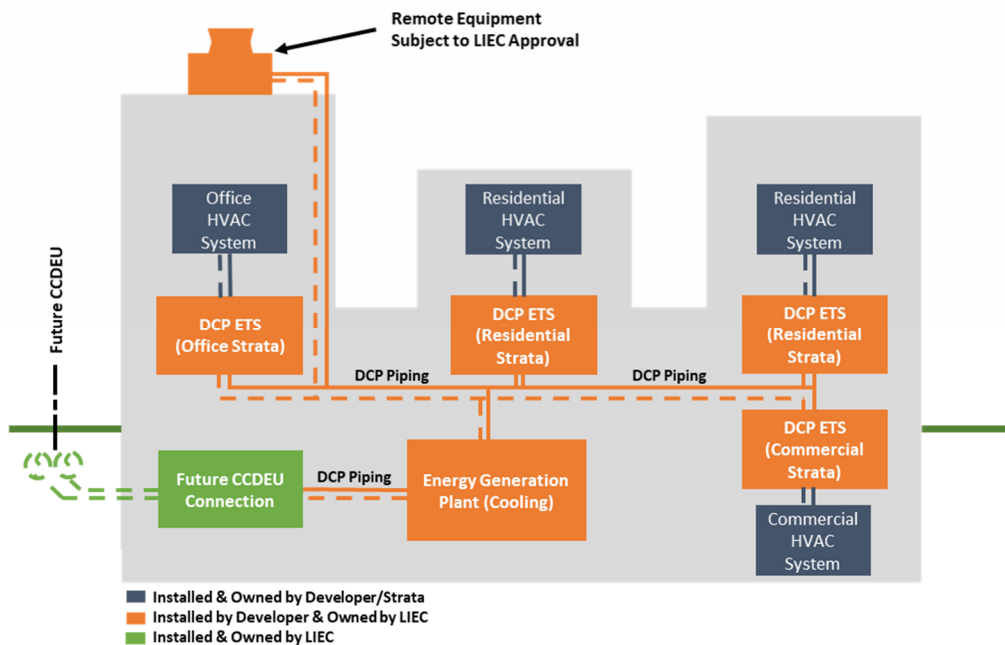 Remote Equipment
Subject to LIEC Approval
Office
HVAC
System
Residential
HVAC
System
Residential
HVAC
System
Future CCDEU
DCP ETS
(Office Strata)
DCP ETS
(Residential
Strata)
DCP ETS
(Residential
Strata)
DCP Piping
DCP Piping
DCP ETS
(Commercial
Strata)
Future CCDEU
Connection
DCP Piping
Energy Generation
Plant (Cooling)
Commercial
HVAC
System
Installed & Owned by Developer/Strata
Installed by Developer & Owned by LIEC
Installed & Owned by LIEC